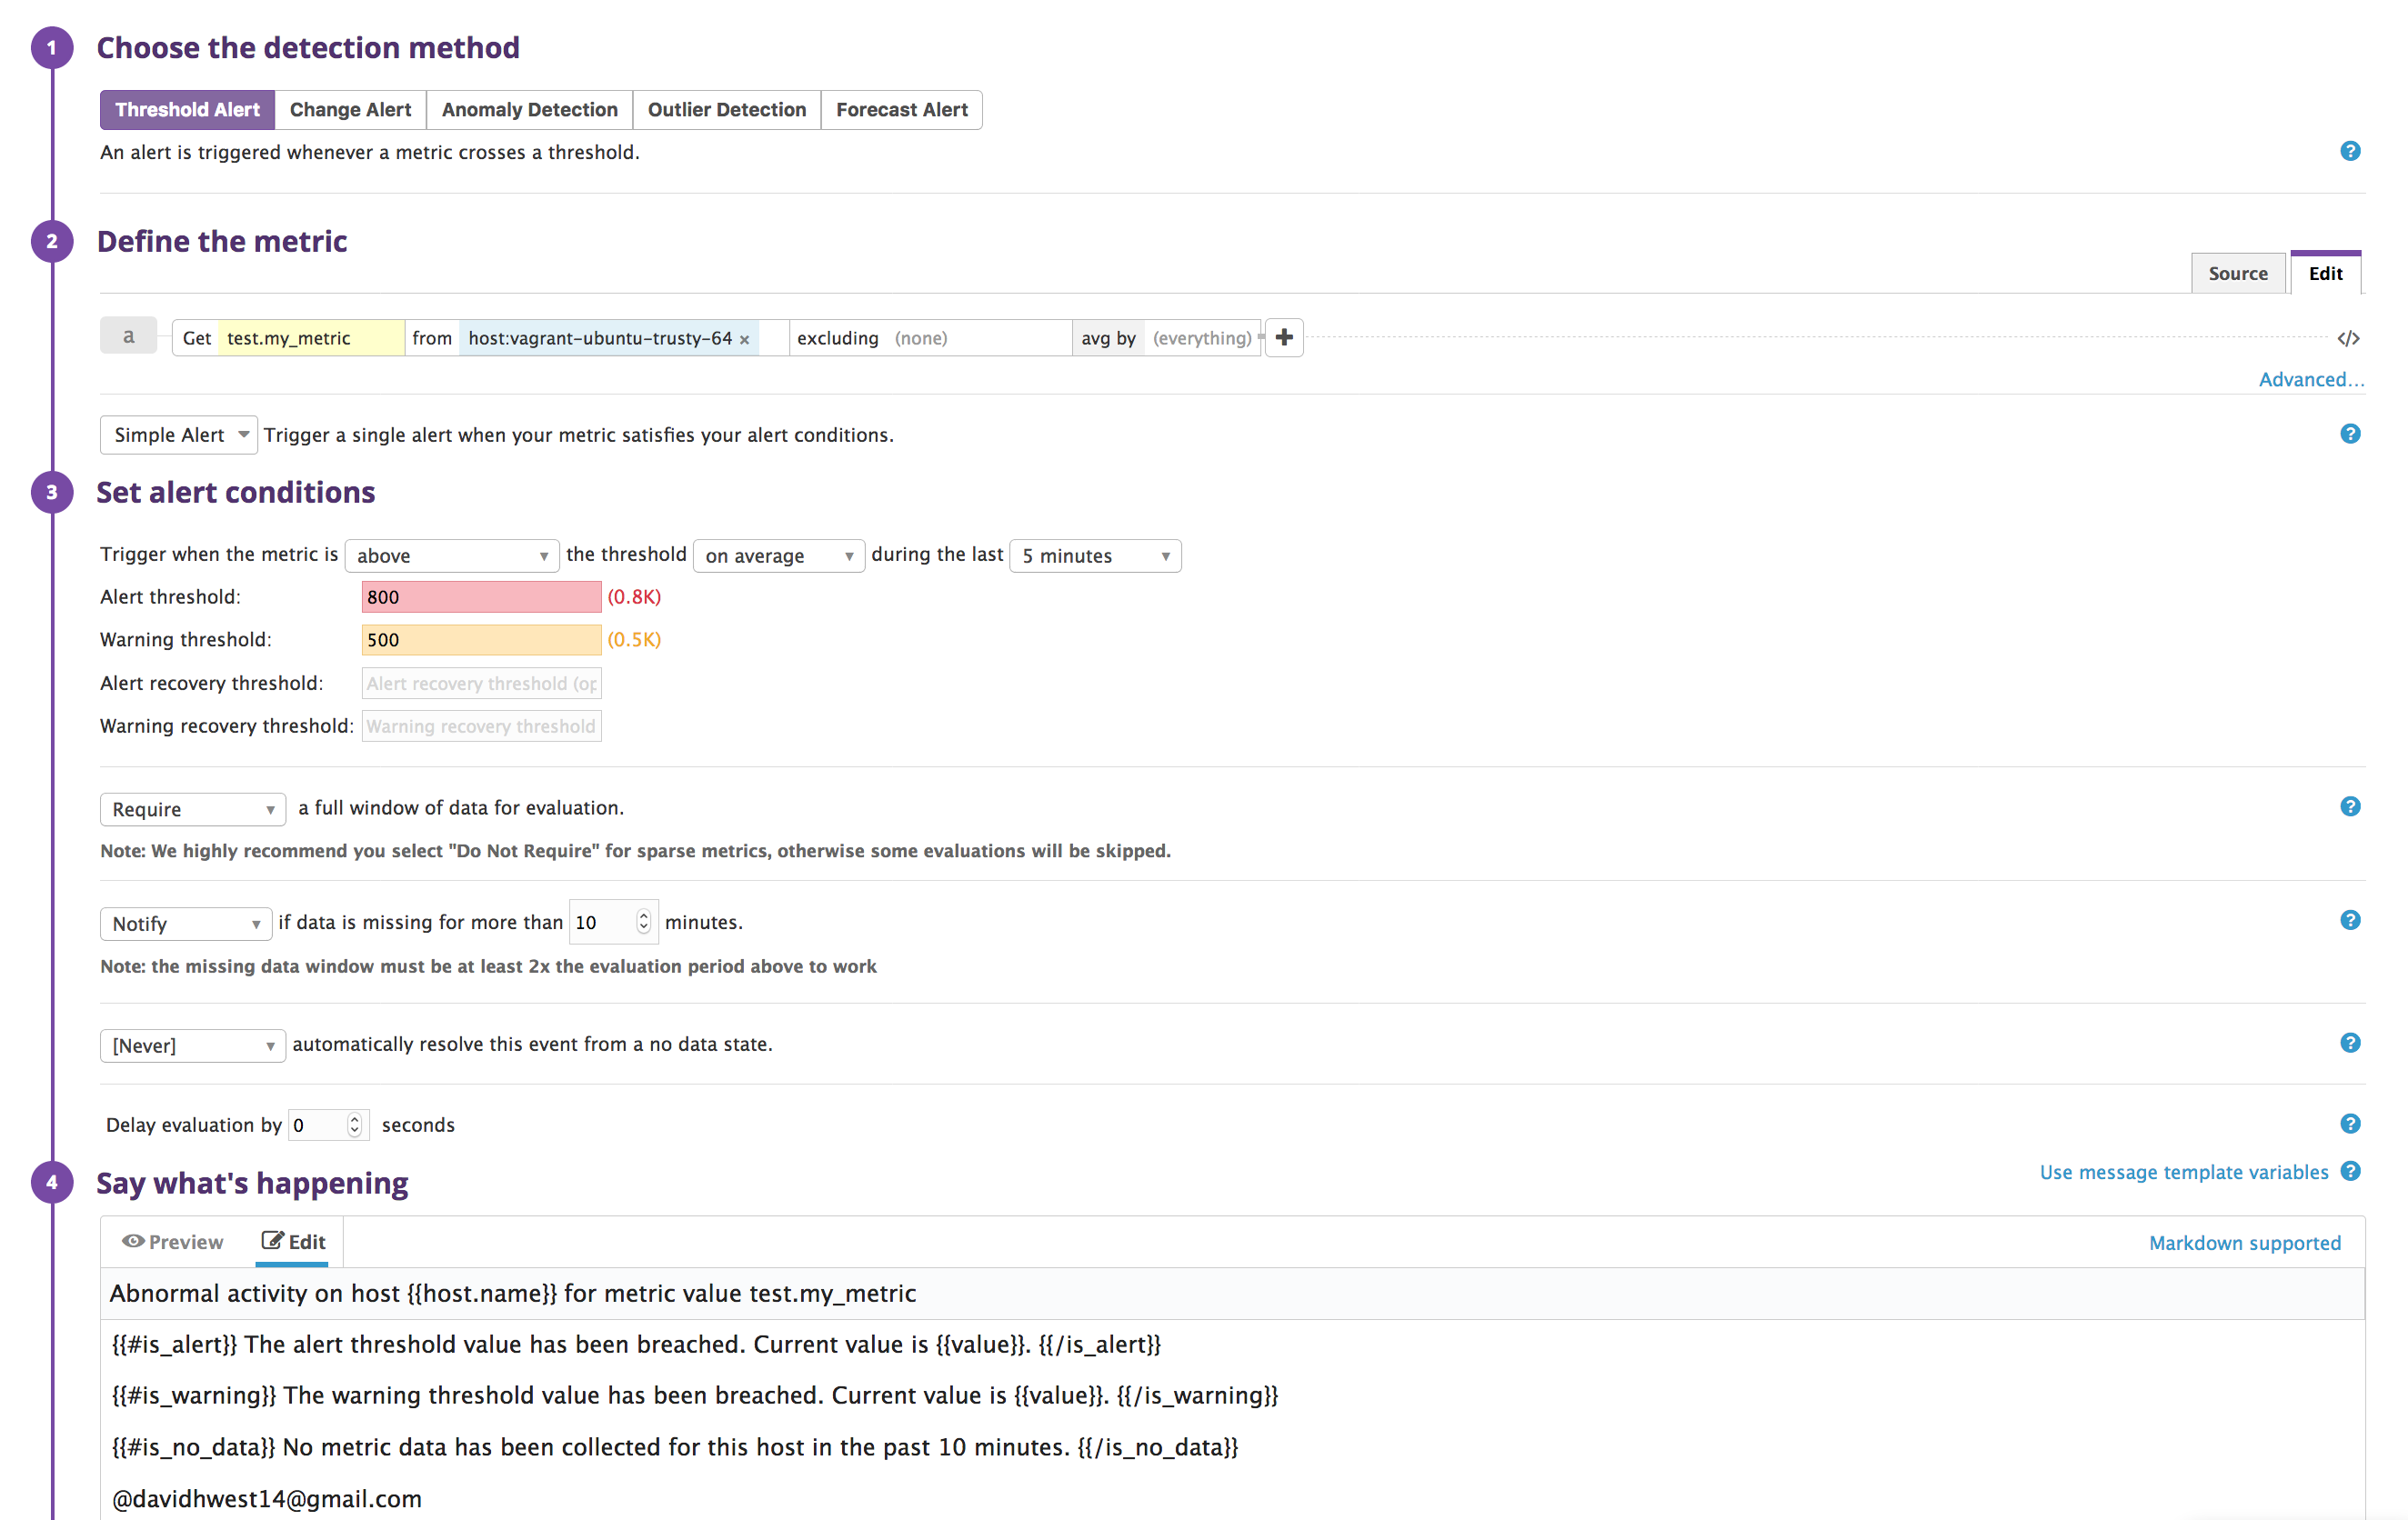 1 Choose the detection method
Threshold Alert Change Alert Anomaly Detection Outlier Detection Forecast Alert
An alert is triggered whenever a metric crosses a threshold. ?
2 Define the metric
Source Edit
a Get test.my_metric from host:vagrant-ubuntu-trusty-64 × excluding (none) avg by (everything) + </>
Advanced...
Simple Alert Trigger a single alert when your metric satisfies your alert conditions. ?
3 Set alert conditions
Trigger when the metric is above the threshold on average during the last 5 minutes
Alert threshold: 800 (0.8K)
Warning threshold: 500 (0.5K)
Alert recovery threshold: Alert recovery threshold (op
Warning recovery threshold: Warning recovery threshold
Require a full window of data for evaluation. ?
Note: We highly recommend you select "Do Not Require" for sparse metrics, otherwise some evaluations will be skipped.
Notify if data is missing for more than 10 minutes. ?
Note: the missing data window must be at least 2x the evaluation period above to work
[Never] automatically resolve this event from a no data state. ?
Delay evaluation by 0 seconds ?
4 Say what's happening
Use message template variables ?
Preview Edit Markdown supported
Abnormal activity on host {{host.name}} for metric value test.my_metric
{{#is_alert}} The alert threshold value has been breached. Current value is {{value}}. {{/is_alert}}
{{#is_warning}} The warning threshold value has been breached. Current value is {{value}}. {{/is_warning}}
{{#is_no_data}} No metric data has been collected for this host in the past 10 minutes. {{/is_no_data}}
@davidhwest14@gmail.com